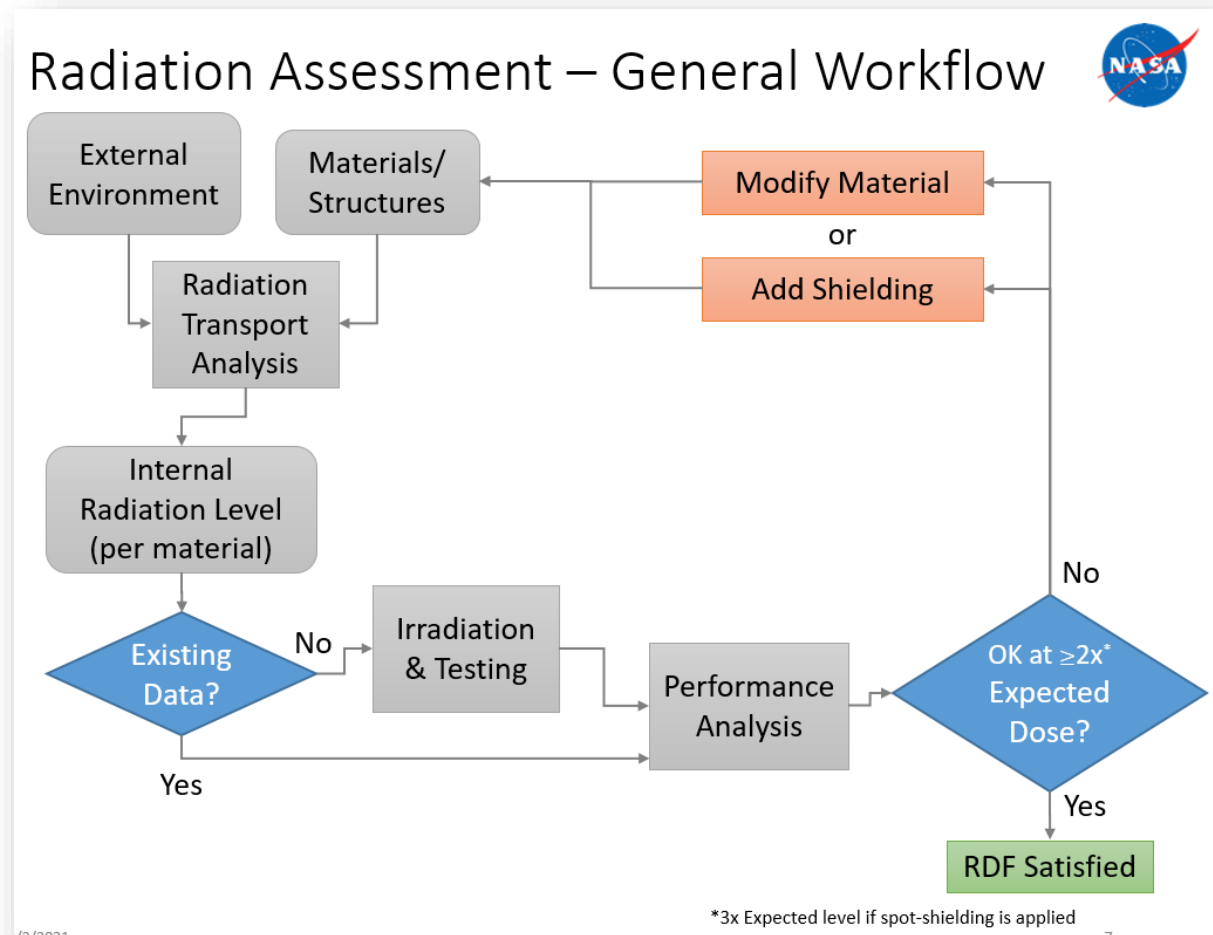 Radiation Assessment – General Workflow
NASA
External
Environment
Materials/
Structures
Modify Material
or
Add Shielding
Radiation
Transport
Analysis
Internal
Radiation Level
(per material)
No
Existing
Data?
No
Irradiation
& Testing
Performance
Analysis
OK at ≥2x*
Expected
Dose?
Yes
Yes
RDF Satisfied
*3x Expected level if spot-shielding is applied